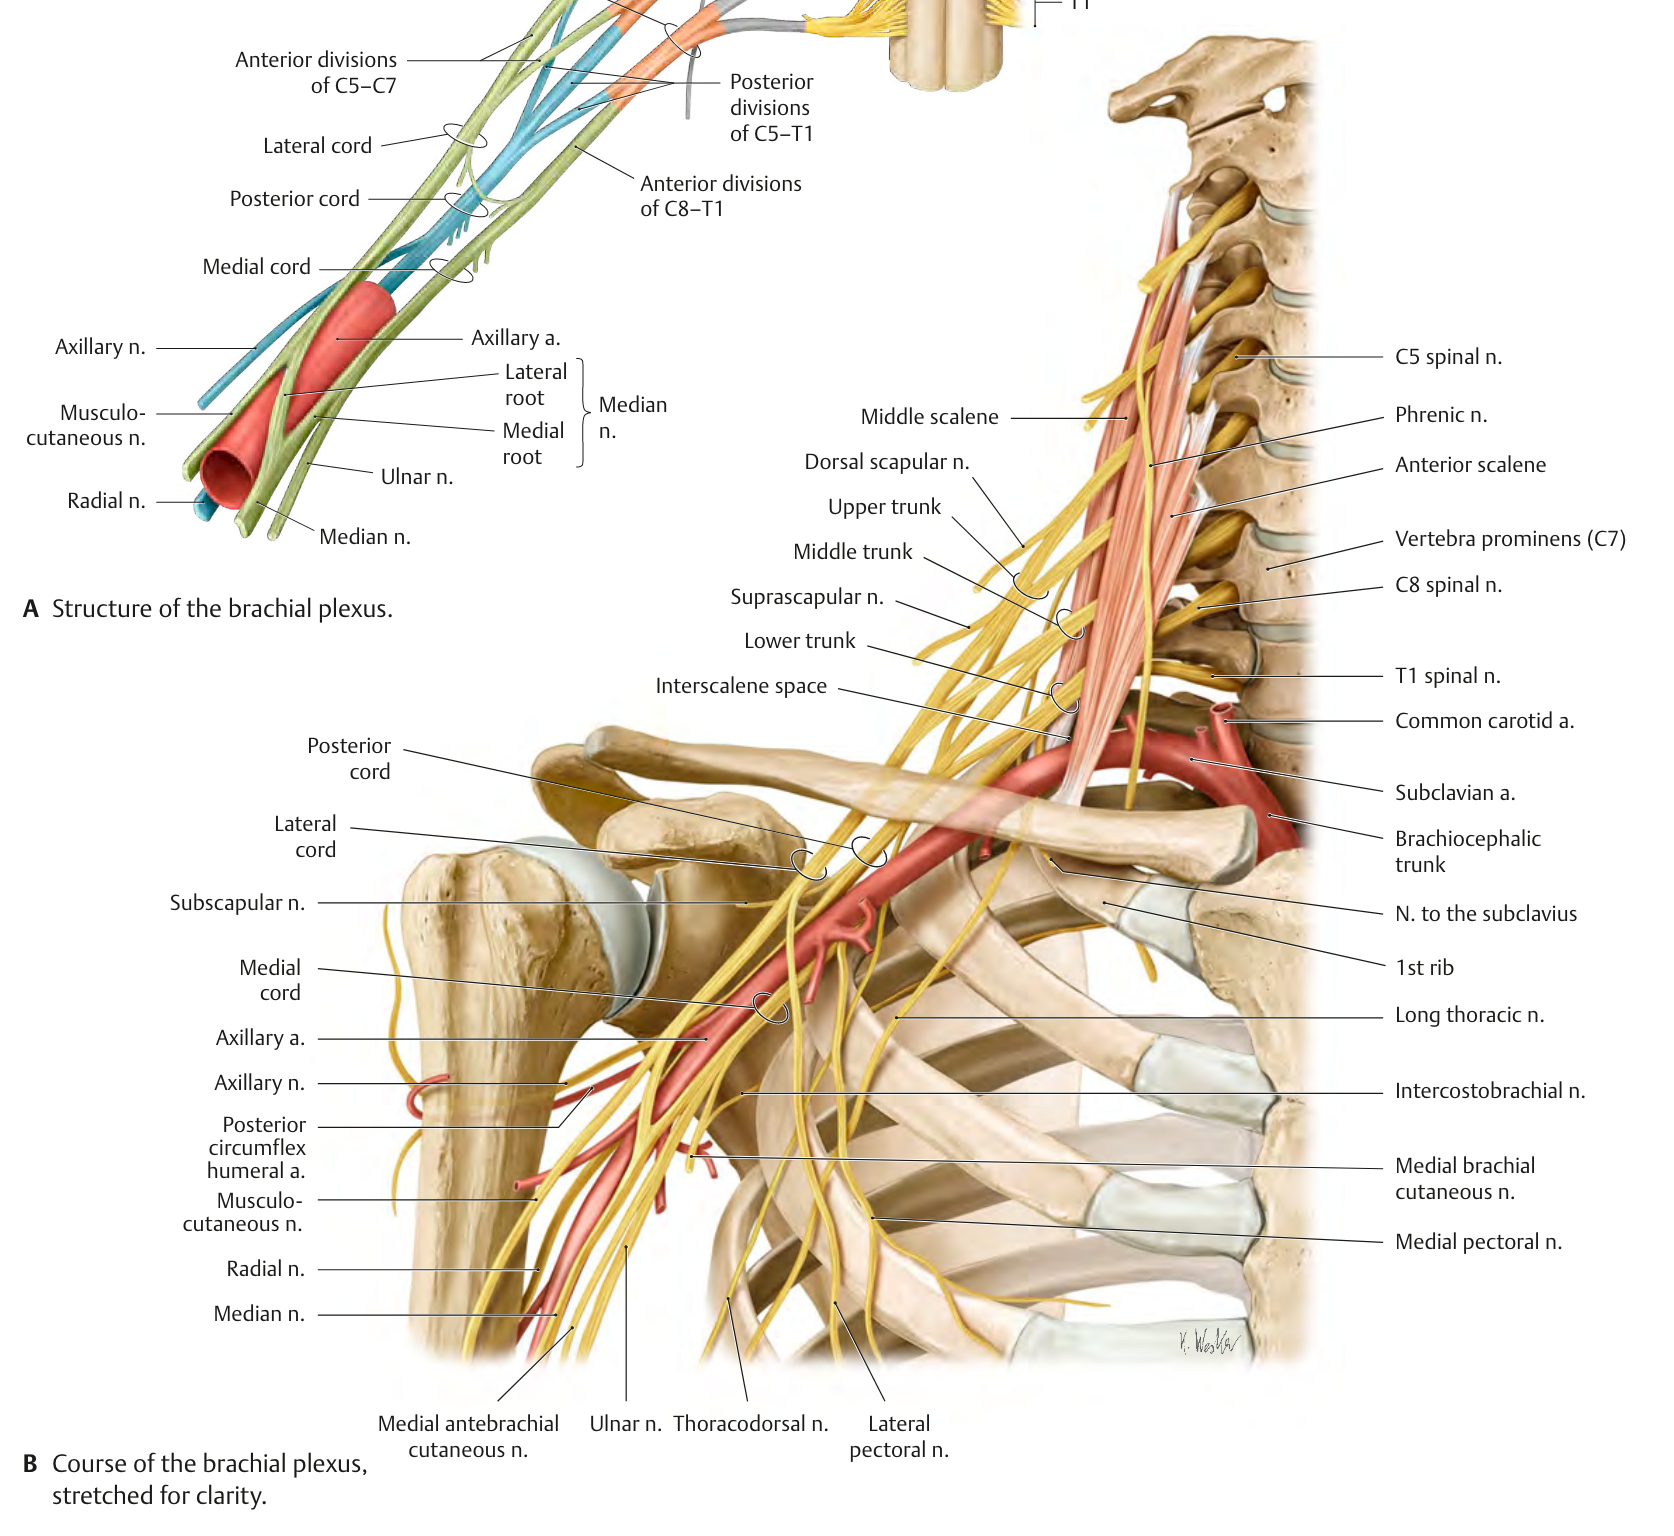 T1
Anterior divisions
of C5–C7
Posterior
divisions
of C5–T1
Lateral cord
Anterior divisions
of C8–T1
Posterior cord
Medial cord
Axillary n.
Axillary a.
Lateral
root
Medial
root
Median
n.
Musculo-
cutaneous n.
Ulnar n.
Radial n.
Median n.
A Structure of the brachial plexus.
Middle scalene
Dorsal scapular n.
Upper trunk
Middle trunk
Suprascapular n.
Lower trunk
Interscalene space
Posterior
cord
Lateral
cord
Subscapular n.
Medial
cord
Axillary a.
Axillary n.
Posterior
circumflex
humeral a.
Musculo-
cutaneous n.
Radial n.
Median n.
C5 spinal n.
Phrenic n.
Anterior scalene
Vertebra prominens (C7)
C8 spinal n.
T1 spinal n.
Common carotid a.
Subclavian a.
Brachiocephalic
trunk
N. to the subclavius
1st rib
Long thoracic n.
Intercostobrachial n.
Medial brachial
cutaneous n.
Medial pectoral n.
K. Wesker
Medial antebrachial
cutaneous n.
Ulnar n.
Thoracodorsal n.
Lateral
pectoral n.
B Course of the brachial plexus,
stretched for clarity.